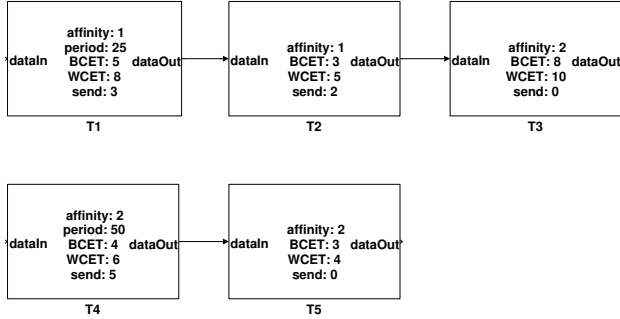 affinity: 1
period: 25
dataIn BCET: 5 dataOut
WCET: 8
send: 3
T1
affinity: 1
dataIn BCET: 3 dataOut
WCET: 5
send: 2
T2
affinity: 2
dataIn BCET: 8 dataOut
WCET: 10
send: 0
T3
affinity: 2
period: 50
dataIn BCET: 4 dataOut
WCET: 6
send: 5
T4
affinity: 2
dataIn BCET: 3 dataOut
WCET: 4
send: 0
T5